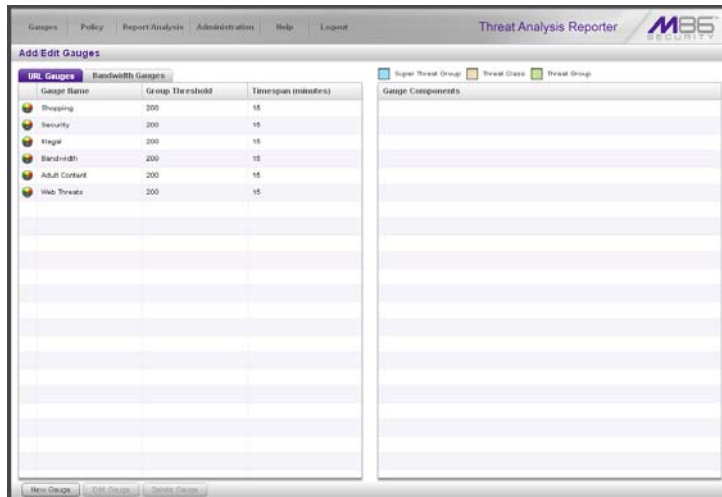 Gauges Policy Report/Analysis Administration Help Logout
Threat Analysis Reporter
M86 SECURITY
Add/Edit Gauges
URL Gauges Bandwidth Gauges
Gauge Name Group Threshold Timespan (minutes)
Shopping 200 15
Security 200 15
Illegal 200 15
Bandwidth 200 15
Adult Content 200 15
Web Threats 200 15
Super Threat Group Threat Class Threat Group
Gauge Components
New Gauge Edit Gauge Delete Gauge